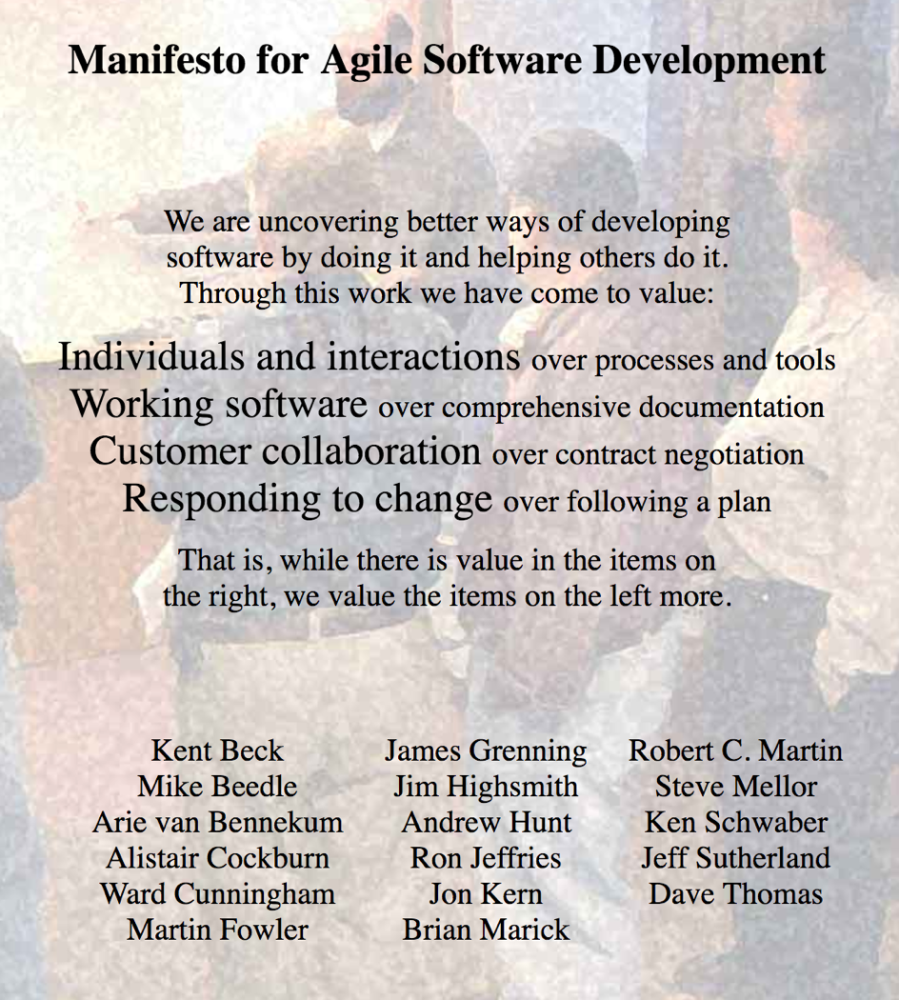 Manifesto for Agile Software Development
We are uncovering better ways of developing
software by doing it and helping others do it.
Through this work we have come to value:
Individuals and interactions over processes and tools
Working software over comprehensive documentation
Customer collaboration over contract negotiation
Responding to change over following a plan
That is, while there is value in the items on
the right, we value the items on the left more.
Kent Beck
Mike Beedle
Arie van Bennekum
Alistair Cockburn
Ward Cunningham
Martin Fowler
James Grenning
Jim Highsmith
Andrew Hunt
Ron Jeffries
Jon Kern
Brian Marick
Robert C. Martin
Steve Mellor
Ken Schwaber
Jeff Sutherland
Dave Thomas